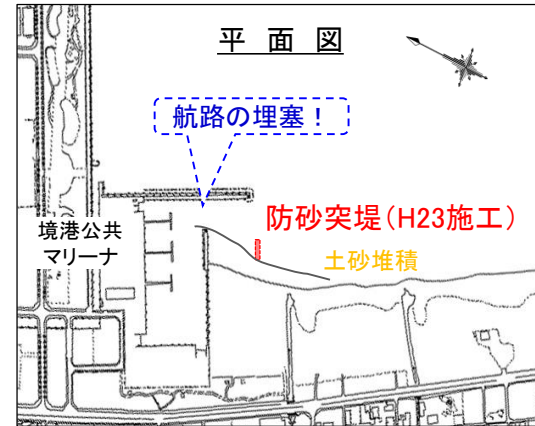 平面図
航路の埋塞！
防砂突堤（H23施工）
境港公共
マリーナ
土砂堆積